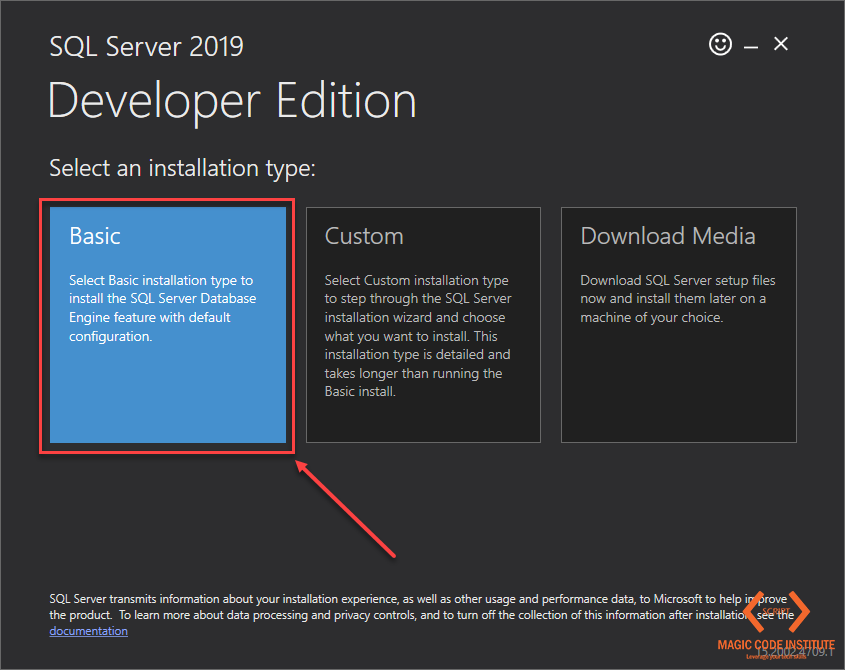 SQL Server 2019
Developer Edition
Select an installation type:
Basic
Select Basic installation type to
install the SQL Server Database
Engine feature with default
configuration.
Custom
Select Custom installation type
to step through the SQL Server
installation wizard and choose
what you want to install. This
installation type is detailed and
takes longer than running the
Basic install.
Download Media
Download SQL Server setup files
now and install them later on a
machine of your choice.
SQL Server transmits information about your installation experience, as well as other usage and performance data, to Microsoft to help improve
the product.  To learn more about data processing and privacy controls, and to turn off the collection of this information after installation, see the
documentation
SCRIPT
MAGIC CODE INSTITUTE
15.2002.4709.1